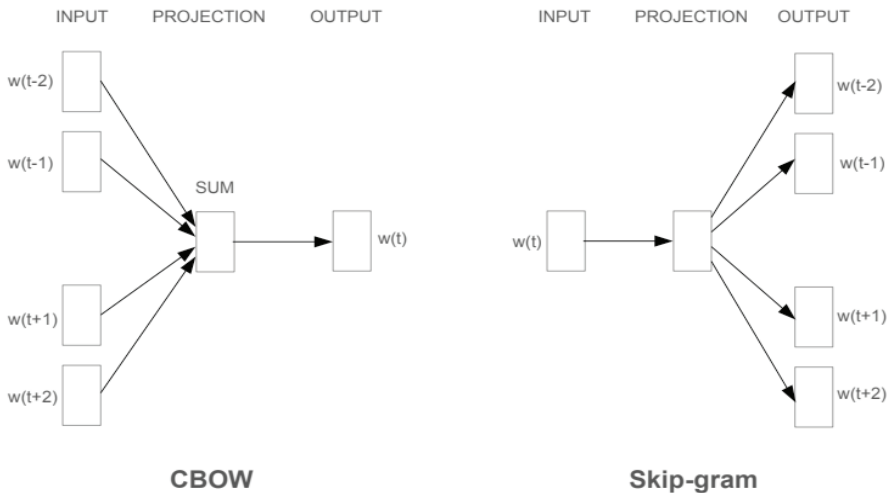 INPUT PROJECTION OUTPUT
w(t-2)
w(t-1)
SUM
w(t)
w(t+1)
w(t+2)
CBOW
INPUT PROJECTION OUTPUT
w(t-2)
w(t-1)
w(t)
w(t+1)
w(t+2)
Skip-gram